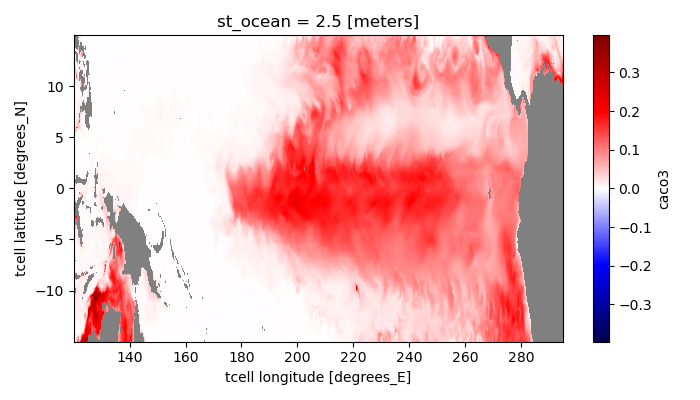 st_ocean = 2.5 [meters]
10
5
0
−5
−10
tcell latitude [degrees_N]
140 160 180 200 220 240 260 280
tcell longitude [degrees_E]
0.3
0.2
0.1
0.0
−0.1
−0.2
−0.3
caco3